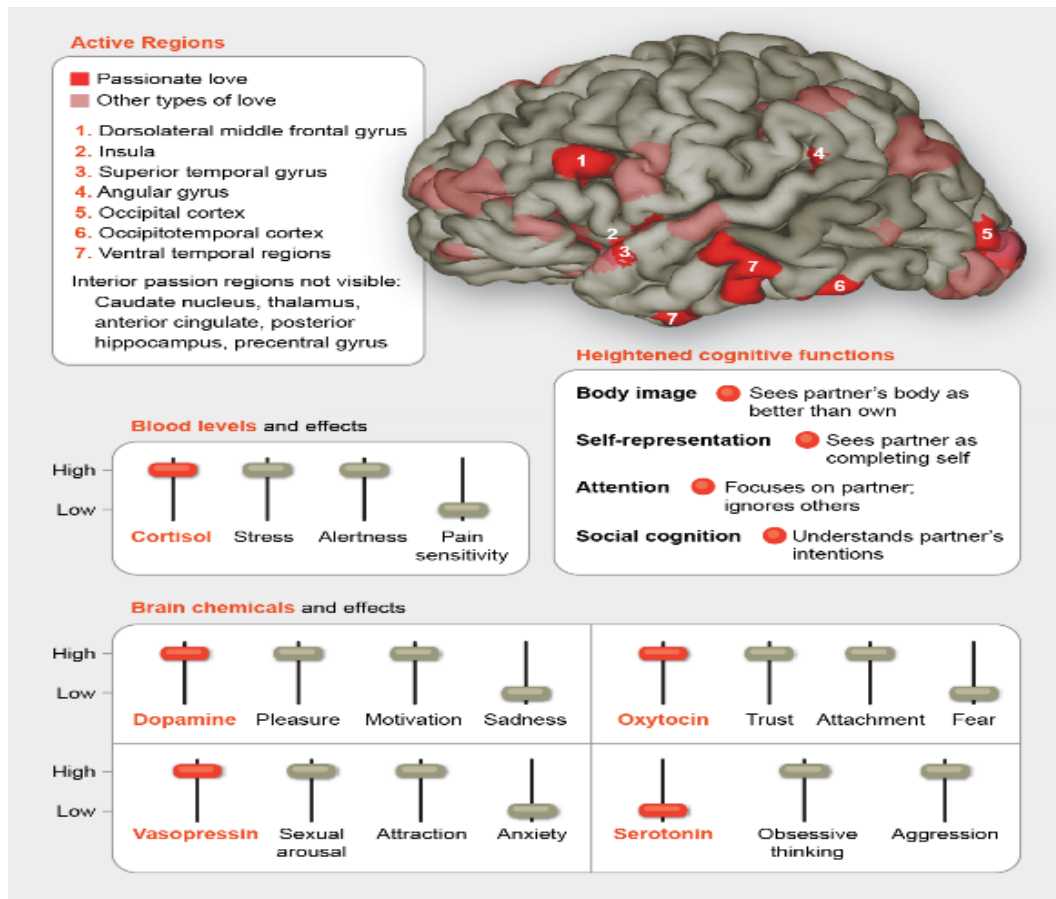 Active Regions
Passionate love
Other types of love
1. Dorsolateral middle frontal gyrus
2. Insula
3. Superior temporal gyrus
4. Angular gyrus
5. Occipital cortex
6. Occipitotemporal cortex
7. Ventral temporal regions
Interior passion regions not visible:
Caudate nucleus, thalamus,
anterior cingulate, posterior
hippocampus, precentral gyrus
1
4
2
3
5
7
6
7
Heightened cognitive functions
Body image Sees partner's body as
better than own
Self-representation Sees partner as
completing self
Attention Focuses on partner;
ignores others
Social cognition Understands partner's
intentions
Blood levels and effects
High
Low
Cortisol Stress Alertness Pain
sensitivity
Brain chemicals and effects
High
Low
Dopamine Pleasure Motivation Sadness Oxytocin Trust Attachment Fear
High
Low
Vasopressin Sexual Attraction Anxiety Serotonin Obsessive Aggression
arousal thinking